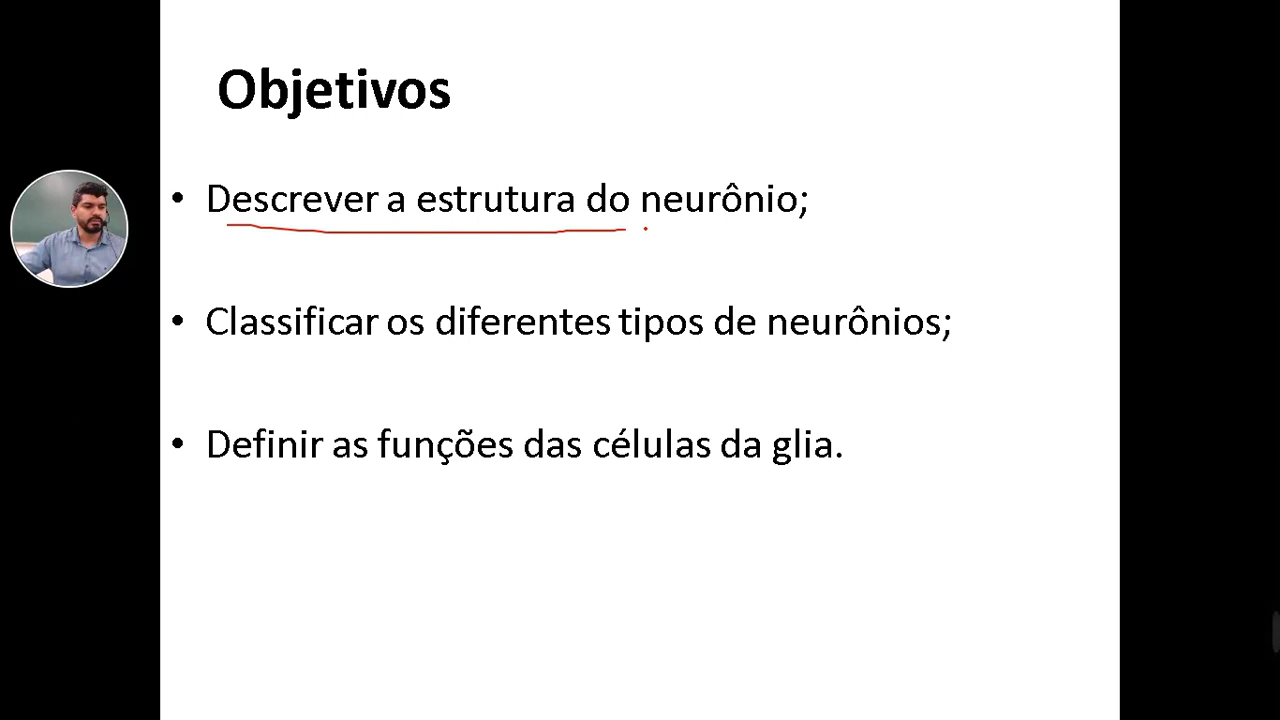 Objetivos
• Descrever a estrutura do neurônio;
• Classificar os diferentes tipos de neurônios;
• Definir as funções das células da glia.